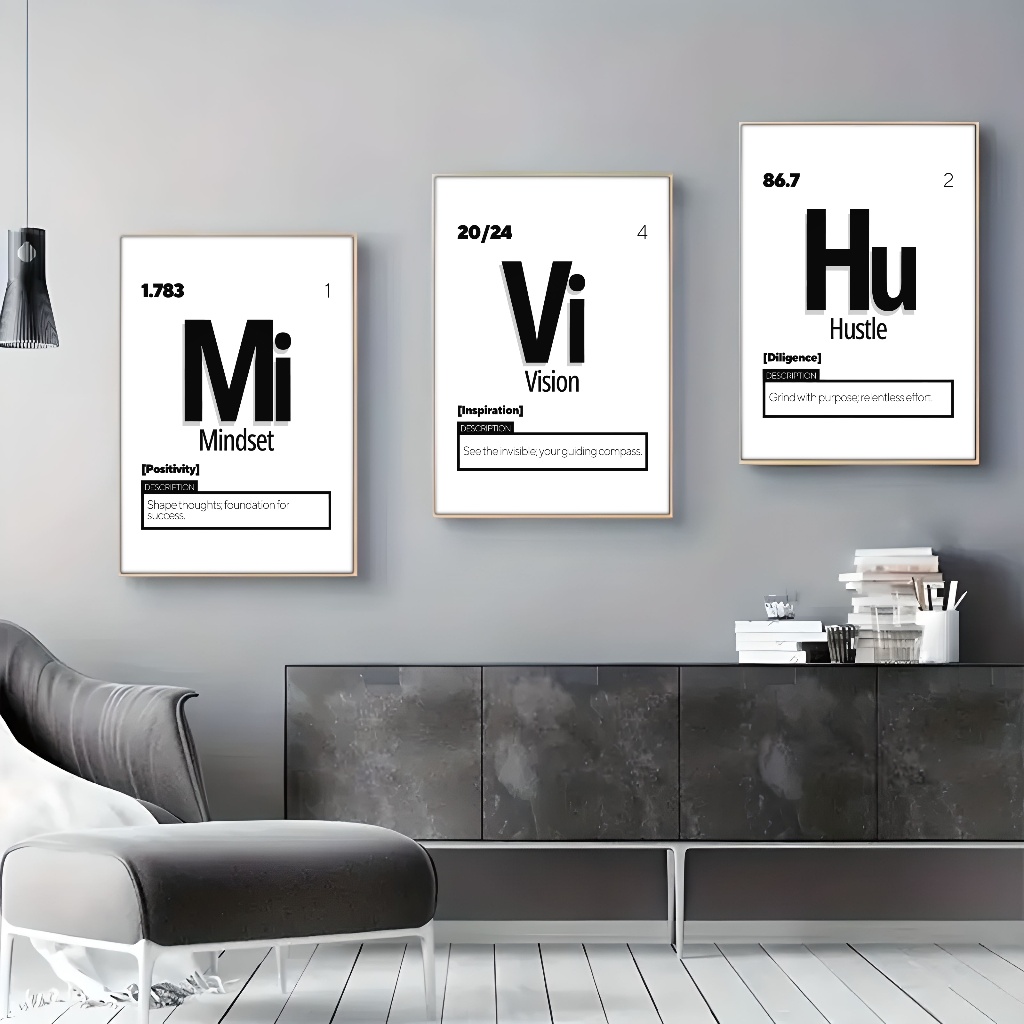 1.783 1
Mi
Mindset
[Positivity]
DESCRIPTION
Shape thoughts; foundation for
success.
20/24 4
Vi
Vision
[Inspiration]
DESCRIPTION
See the invisible; your guiding compass.
86.7 2
Hu
Hustle
[Diligence]
DESCRIPTION
Grind with purpose; relentless effort.